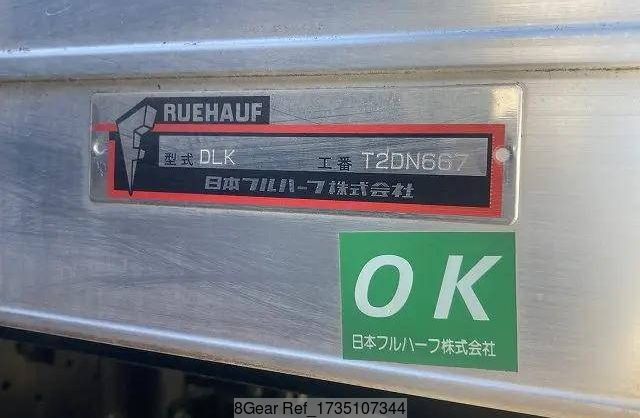 RUEHAUF
型式 DLK 工番 T2DN667
日本フルハーフ株式会社
OK
日本フルハーフ株式会社
8Gear Ref_1735107344